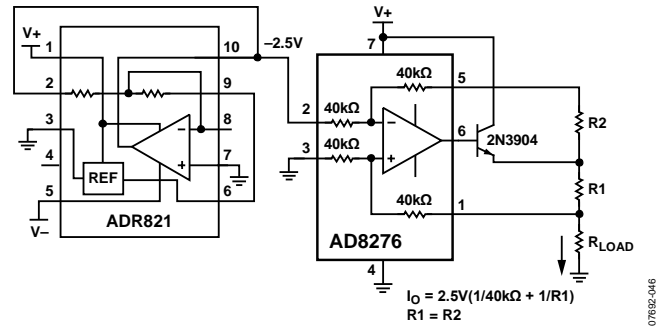 V+
1
2
3
4
5
V–
10
9
8
7
6
REF
ADR821
–2.5V
V+
7
40kΩ
5
2
40kΩ
3
40kΩ
6
2N3904
R2
R1
40kΩ
1
AD8276
4
RLOAD
IO = 2.5V(1/40kΩ + 1/R1)
R1 = R2
07692-046